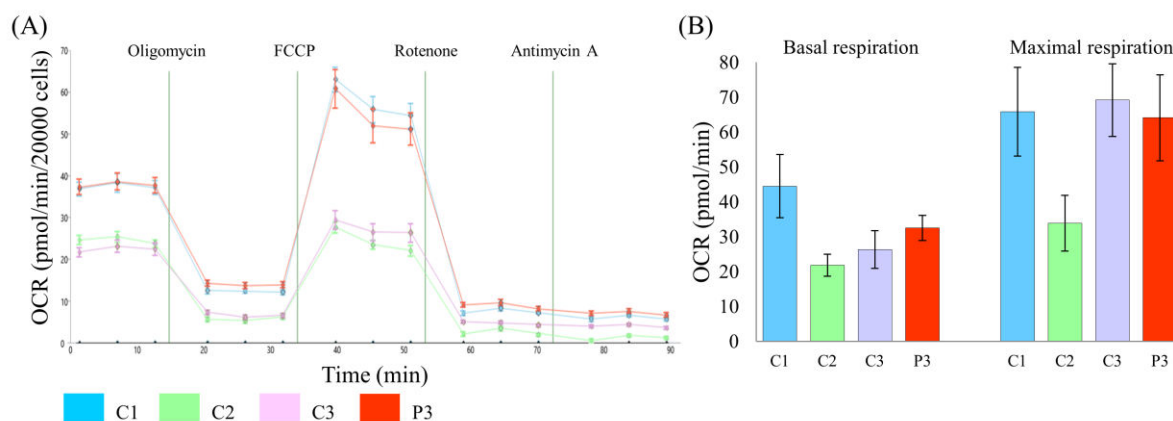 (A)
Oligomycin FCCP Rotenone Antimycin A
OCR (pmol/min/20000 cells)
70
60
50
40
30
20
10
0
0 10 20 30 40 50 60 70 80 90
Time (min)
C1 C2 C3 P3
(B)
Basal respiration Maximal respiration
OCR (pmol/min)
80
70
60
50
40
30
20
10
0
C1 C2 C3 P3 C1 C2 C3 P3